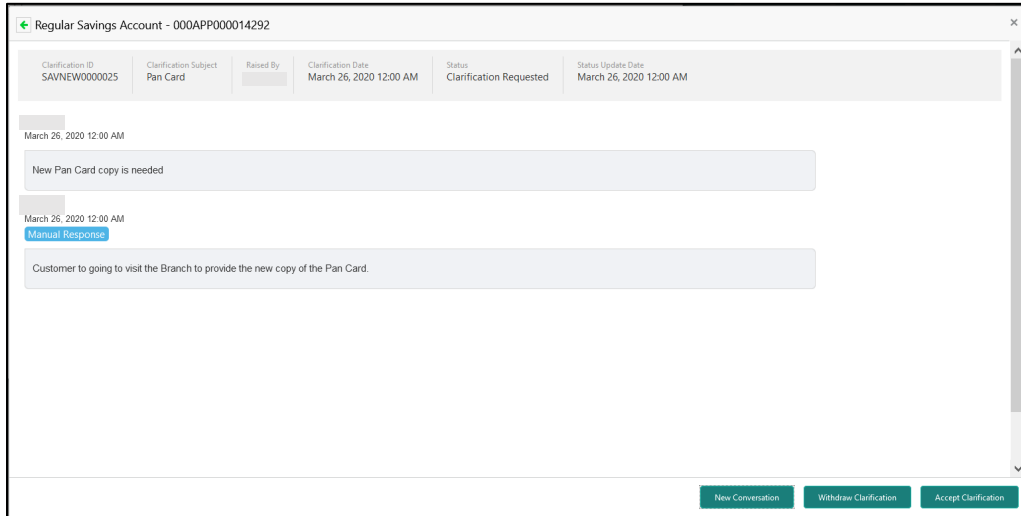 Regular Savings Account - 000APP000014292
Clarification ID
SAVNEW0000025
Clarification Subject
Pan Card
Raised By
Clarification Date
March 26, 2020 12:00 AM
Status
Clarification Requested
Status Update Date
March 26, 2020 12:00 AM
March 26, 2020 12:00 AM
New Pan Card copy is needed
March 26, 2020 12:00 AM
Manual Response
Customer to going to visit the Branch to provide the new copy of the Pan Card.
New Conversation
Withdraw Clarification
Accept Clarification